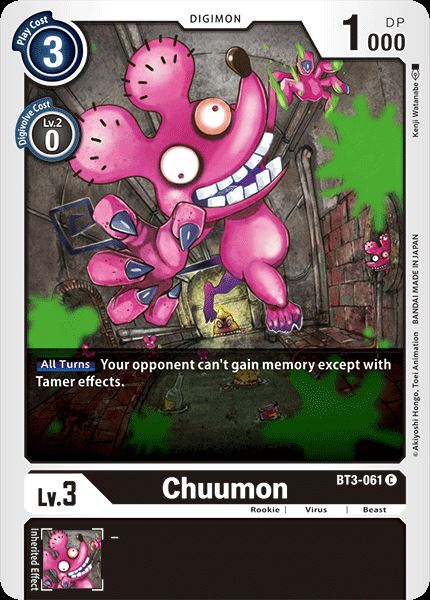 Play Cost
3
DIGIMON
1000
DP
Digivolve Cost
Lv.2
0
Kenji Watanabe
©Akiyoshi Hongo, Toei Animation BANDAI MADE IN JAPAN
All Turns Your opponent can't gain memory except with
Tamer effects.
Lv.3
Chuumon
BT3-061 C
Rookie | Virus | Beast
Inherited Effect
–